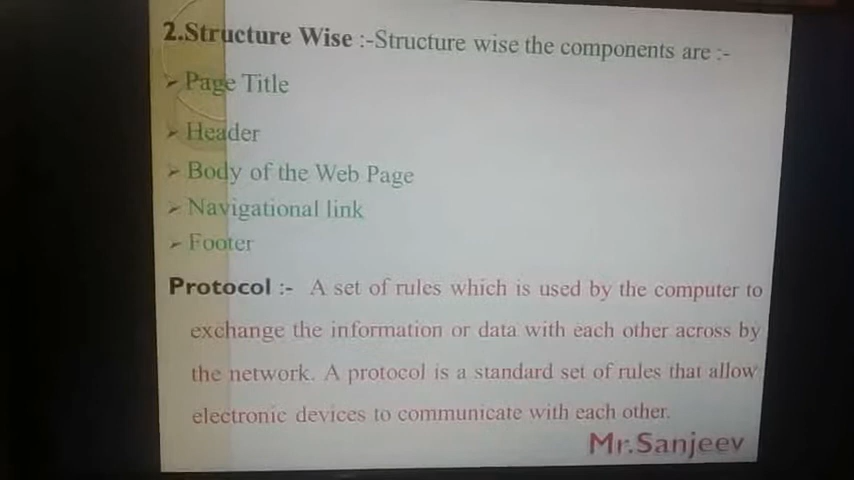 2.Structure Wise :-Structure wise the components are :-
➢ Page Title
➢ Header
➢ Body of the Web Page
➢ Navigational link
➢ Footer
Protocol :- A set of rules which is used by the computer to
exchange the information or data with each other across by
the network. A protocol is a standard set of rules that allow
electronic devices to communicate with each other.
Mr.Sanjeev